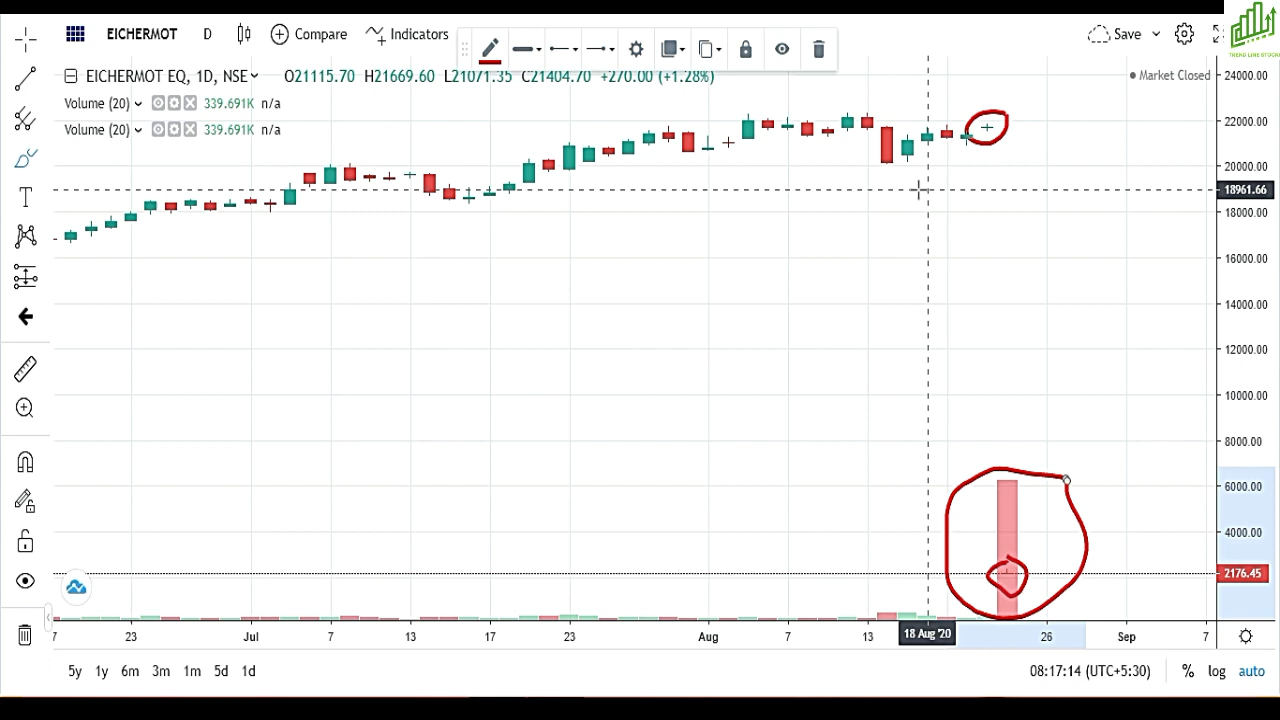 EICHERMOT D Compare Indicators Save
TREND LINE STOCKS
EICHERMOT EQ, 1D, NSE O21115.70 H21669.60 L21071.35 C21404.70 +270.00 (+1.28%) Market Closed
Volume (20) 339.691K n/a
Volume (20) 339.691K n/a
24000.00
22000.00
20000.00
18961.66
18000.00
16000.00
14000.00
12000.00
10000.00
8000.00
6000.00
4000.00
2176.45
7 23 Jul 7 13 17 23 Aug 7 13 18 Aug '20 26 Sep 7
5y 1y 6m 3m 1m 5d 1d 08:17:14 (UTC+5:30) % log auto